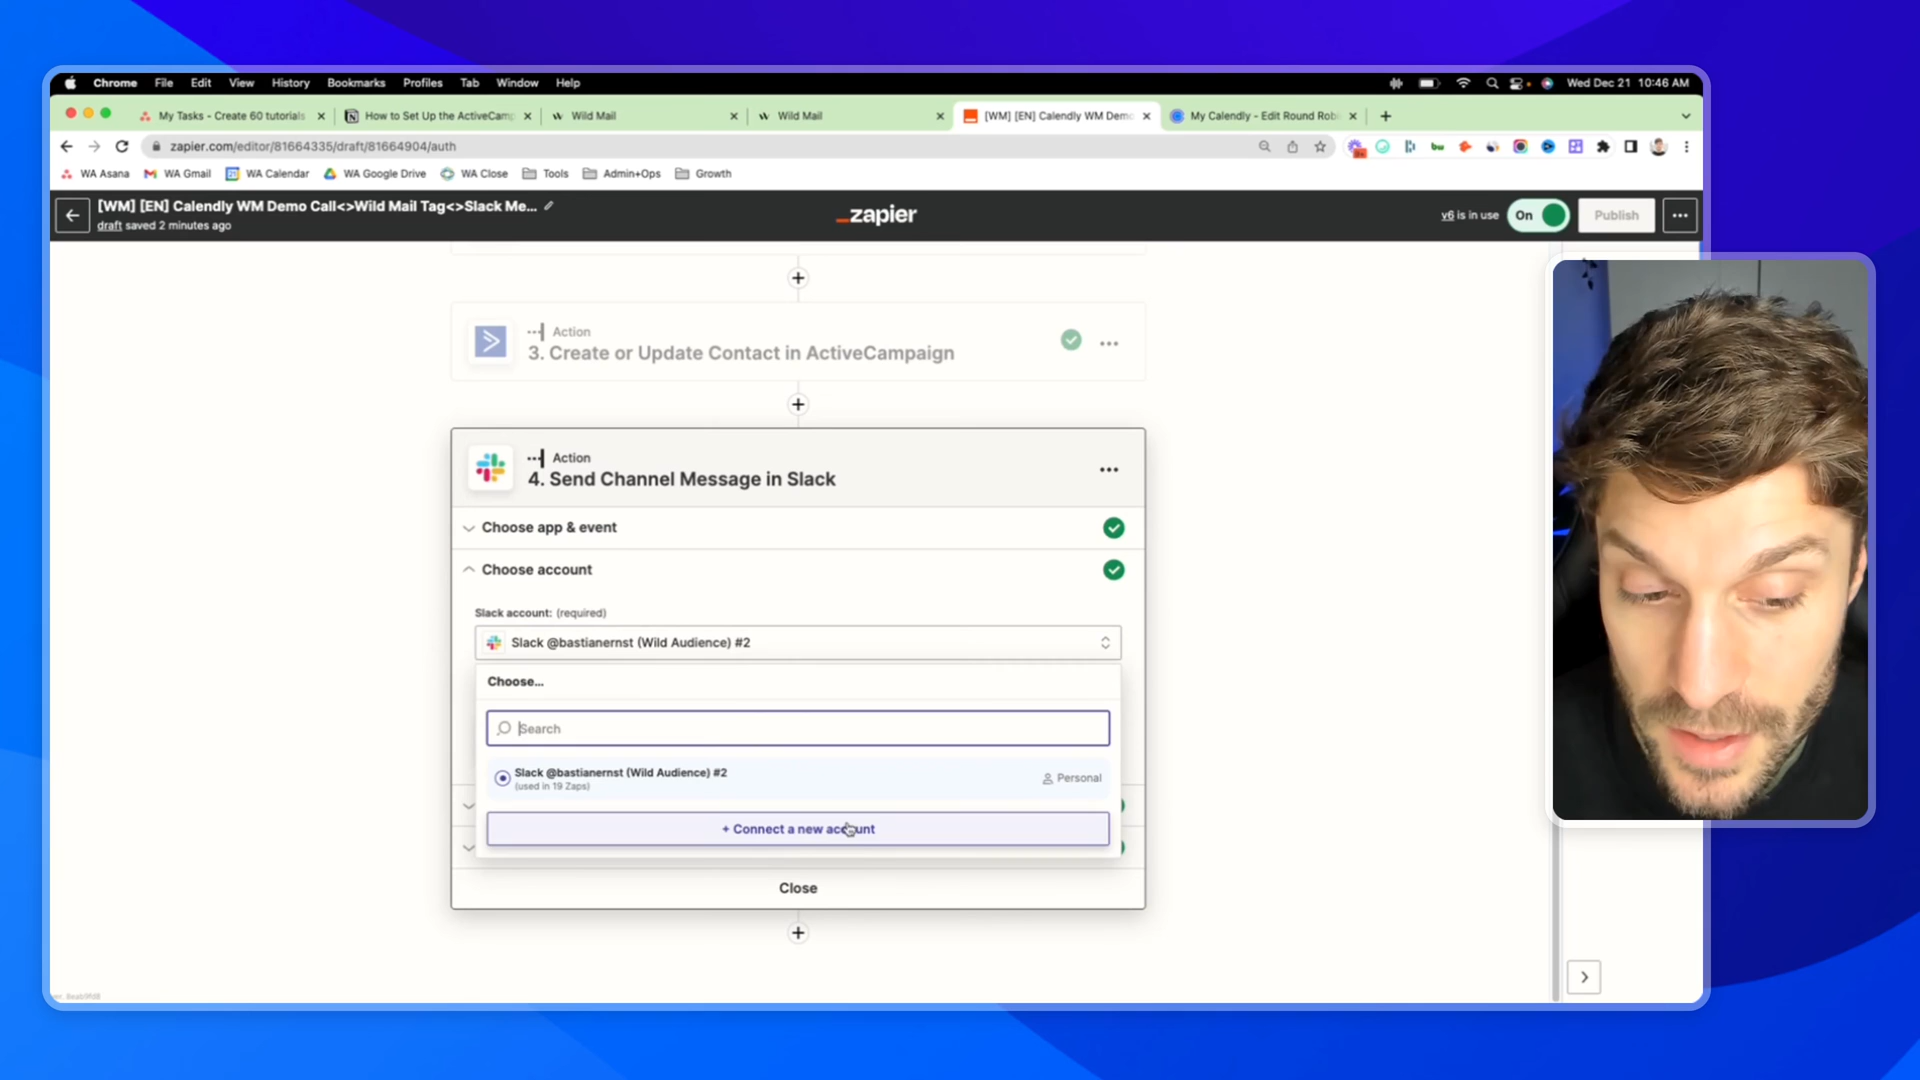 Chrome File Edit View History Bookmarks Profiles Tab Window Help
Wed Dec 21 10:46 AM
My Tasks - Create 60 tutorials
How to Set Up the ActiveCamp
Wild Mail
Wild Mail
[WM] [EN] Calendly WM Demo
My Calendly - Edit Round Rob
zapier.com/editor/81664335/draft/81664904/auth
WA Asana WA Gmail WA Calendar WA Google Drive WA Close Tools Admin+Ops Growth
[WM] [EN] Calendly WM Demo Call<>Wild Mail Tag<>Slack Me...
draft saved 2 minutes ago
_zapier
v6 is in use
On
Publish
Action
3. Create or Update Contact in ActiveCampaign
Action
4. Send Channel Message in Slack
Choose app & event
Choose account
Slack account: (required)
Slack @bastianernst (Wild Audience) #2
Choose...
Search
Slack @bastianernst (Wild Audience) #2
(used in 19 Zaps)
Personal
+ Connect a new account
Close